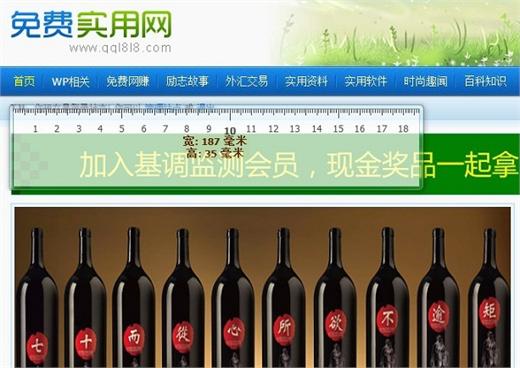 免费实用网
www.qq1818.com
首页 WP相关 免费网赚 励志故事 外汇交易 实用资料 实用软件 时尚趣闻 百科知识
1 2 3 4 5 6 7 8 9 10 11 12 13 14 15 16 17 18
宽: 187 毫米
高: 35 毫米
加入基调监测会员，现金奖品一起拿
七 十 而 從 心 所 欲 不 逾 矩